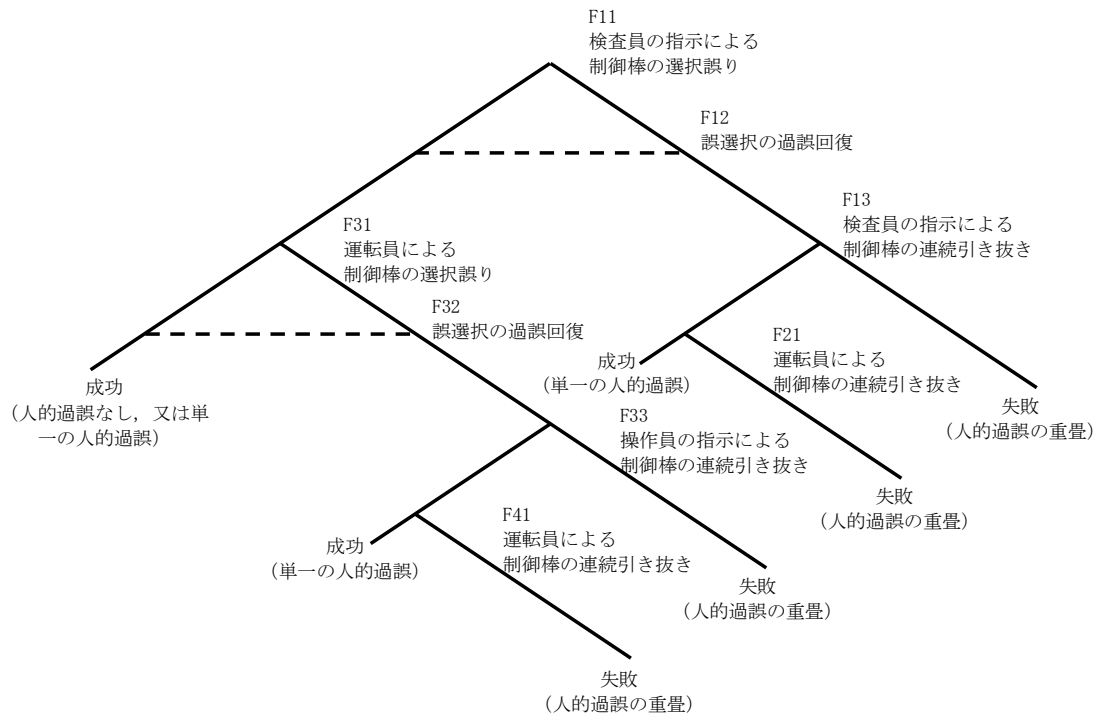 F11
検査員の指示による
制御棒の選択誤り
F12
誤選択の過誤回復
F13
検査員の指示による
制御棒の連続引き抜き
F31
運転員による
制御棒の選択誤り
F32
誤選択の過誤回復
F21
運転員による
制御棒の連続引き抜き
成功
(人的過誤なし，又は単
一の人的過誤)
成功
(単一の人的過誤)
失敗
(人的過誤の重畳)
F33
操作員の指示による
制御棒の連続引き抜き
失敗
(人的過誤の重畳)
F41
運転員による
制御棒の連続引き抜き
成功
(単一の人的過誤)
失敗
(人的過誤の重畳)
失敗
(人的過誤の重畳)